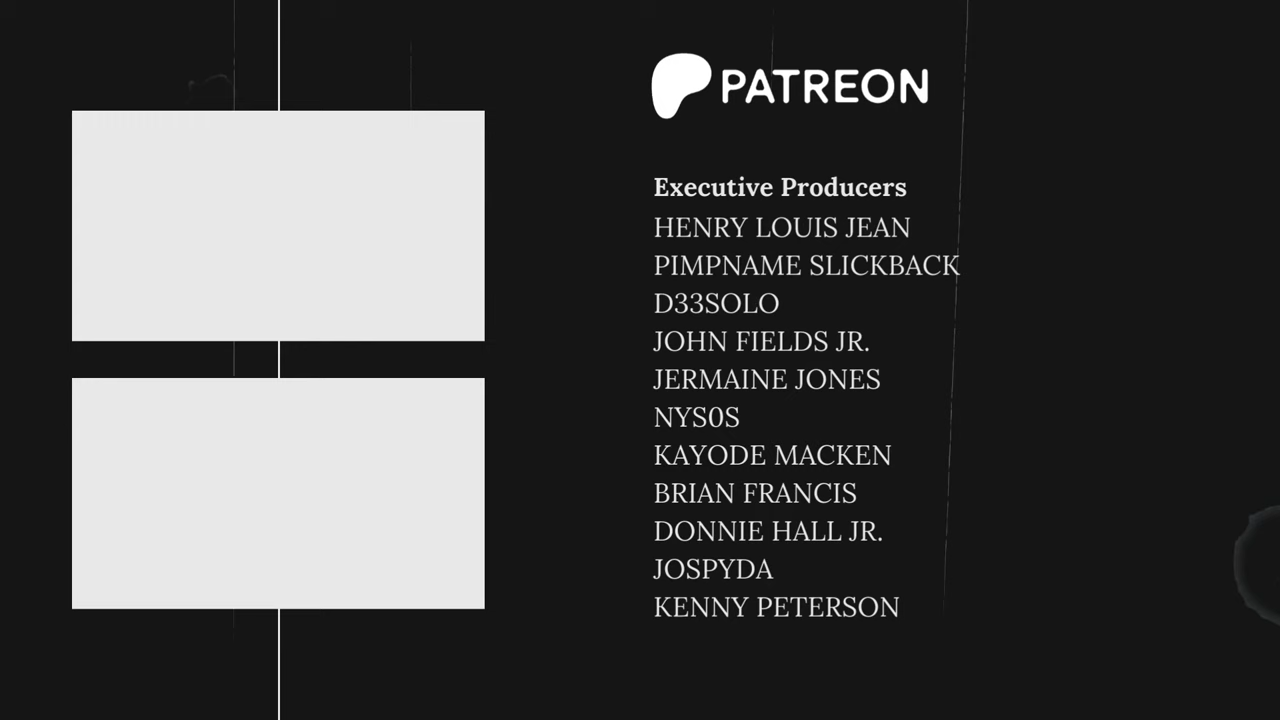 PATREON
Executive Producers
HENRY LOUIS JEAN
PIMPNAME SLICKBACK
D33SOLO
JOHN FIELDS JR.
JERMAINE JONES
NYS0S
KAYODE MACKEN
BRIAN FRANCIS
DONNIE HALL JR.
JOSPYDA
KENNY PETERSON